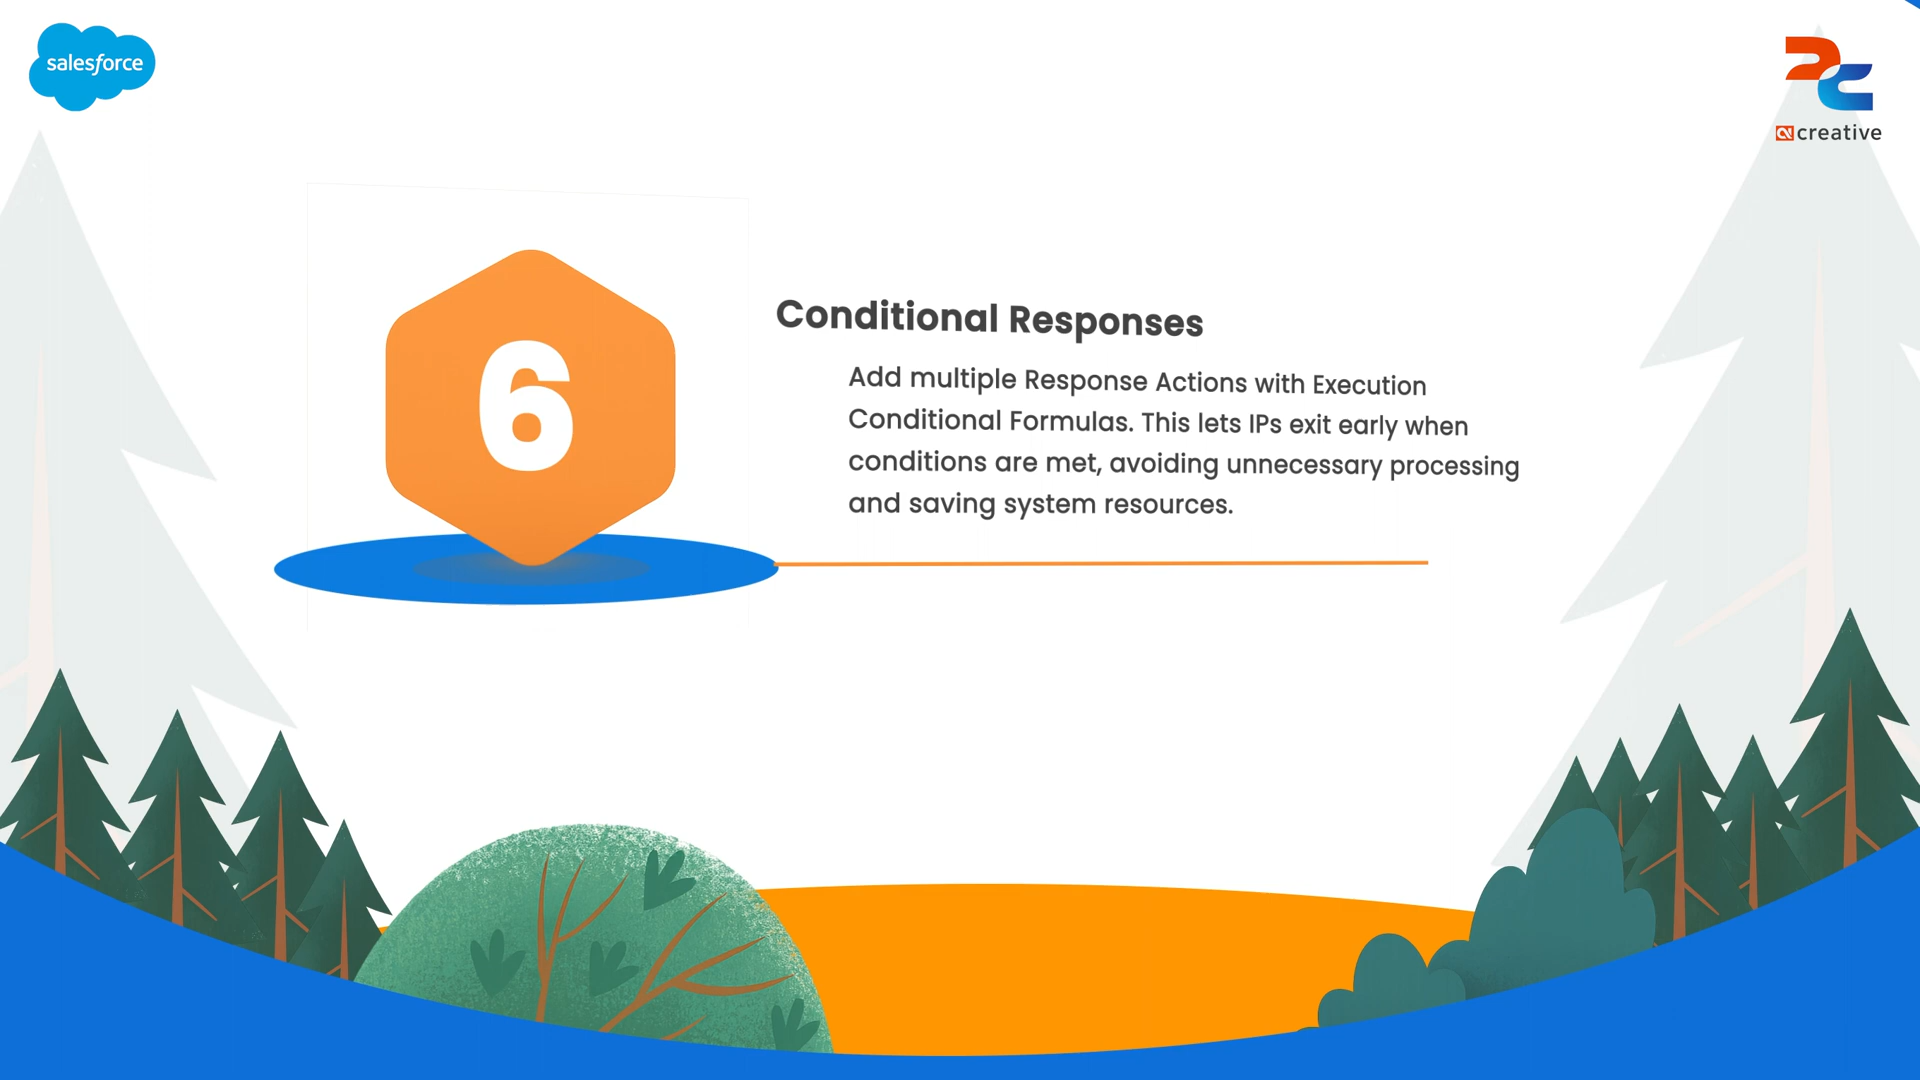 salesforce
creative
6
Conditional Responses
Add multiple Response Actions with Execution
Conditional Formulas. This lets IPs exit early when
conditions are met, avoiding unnecessary processing
and saving system resources.